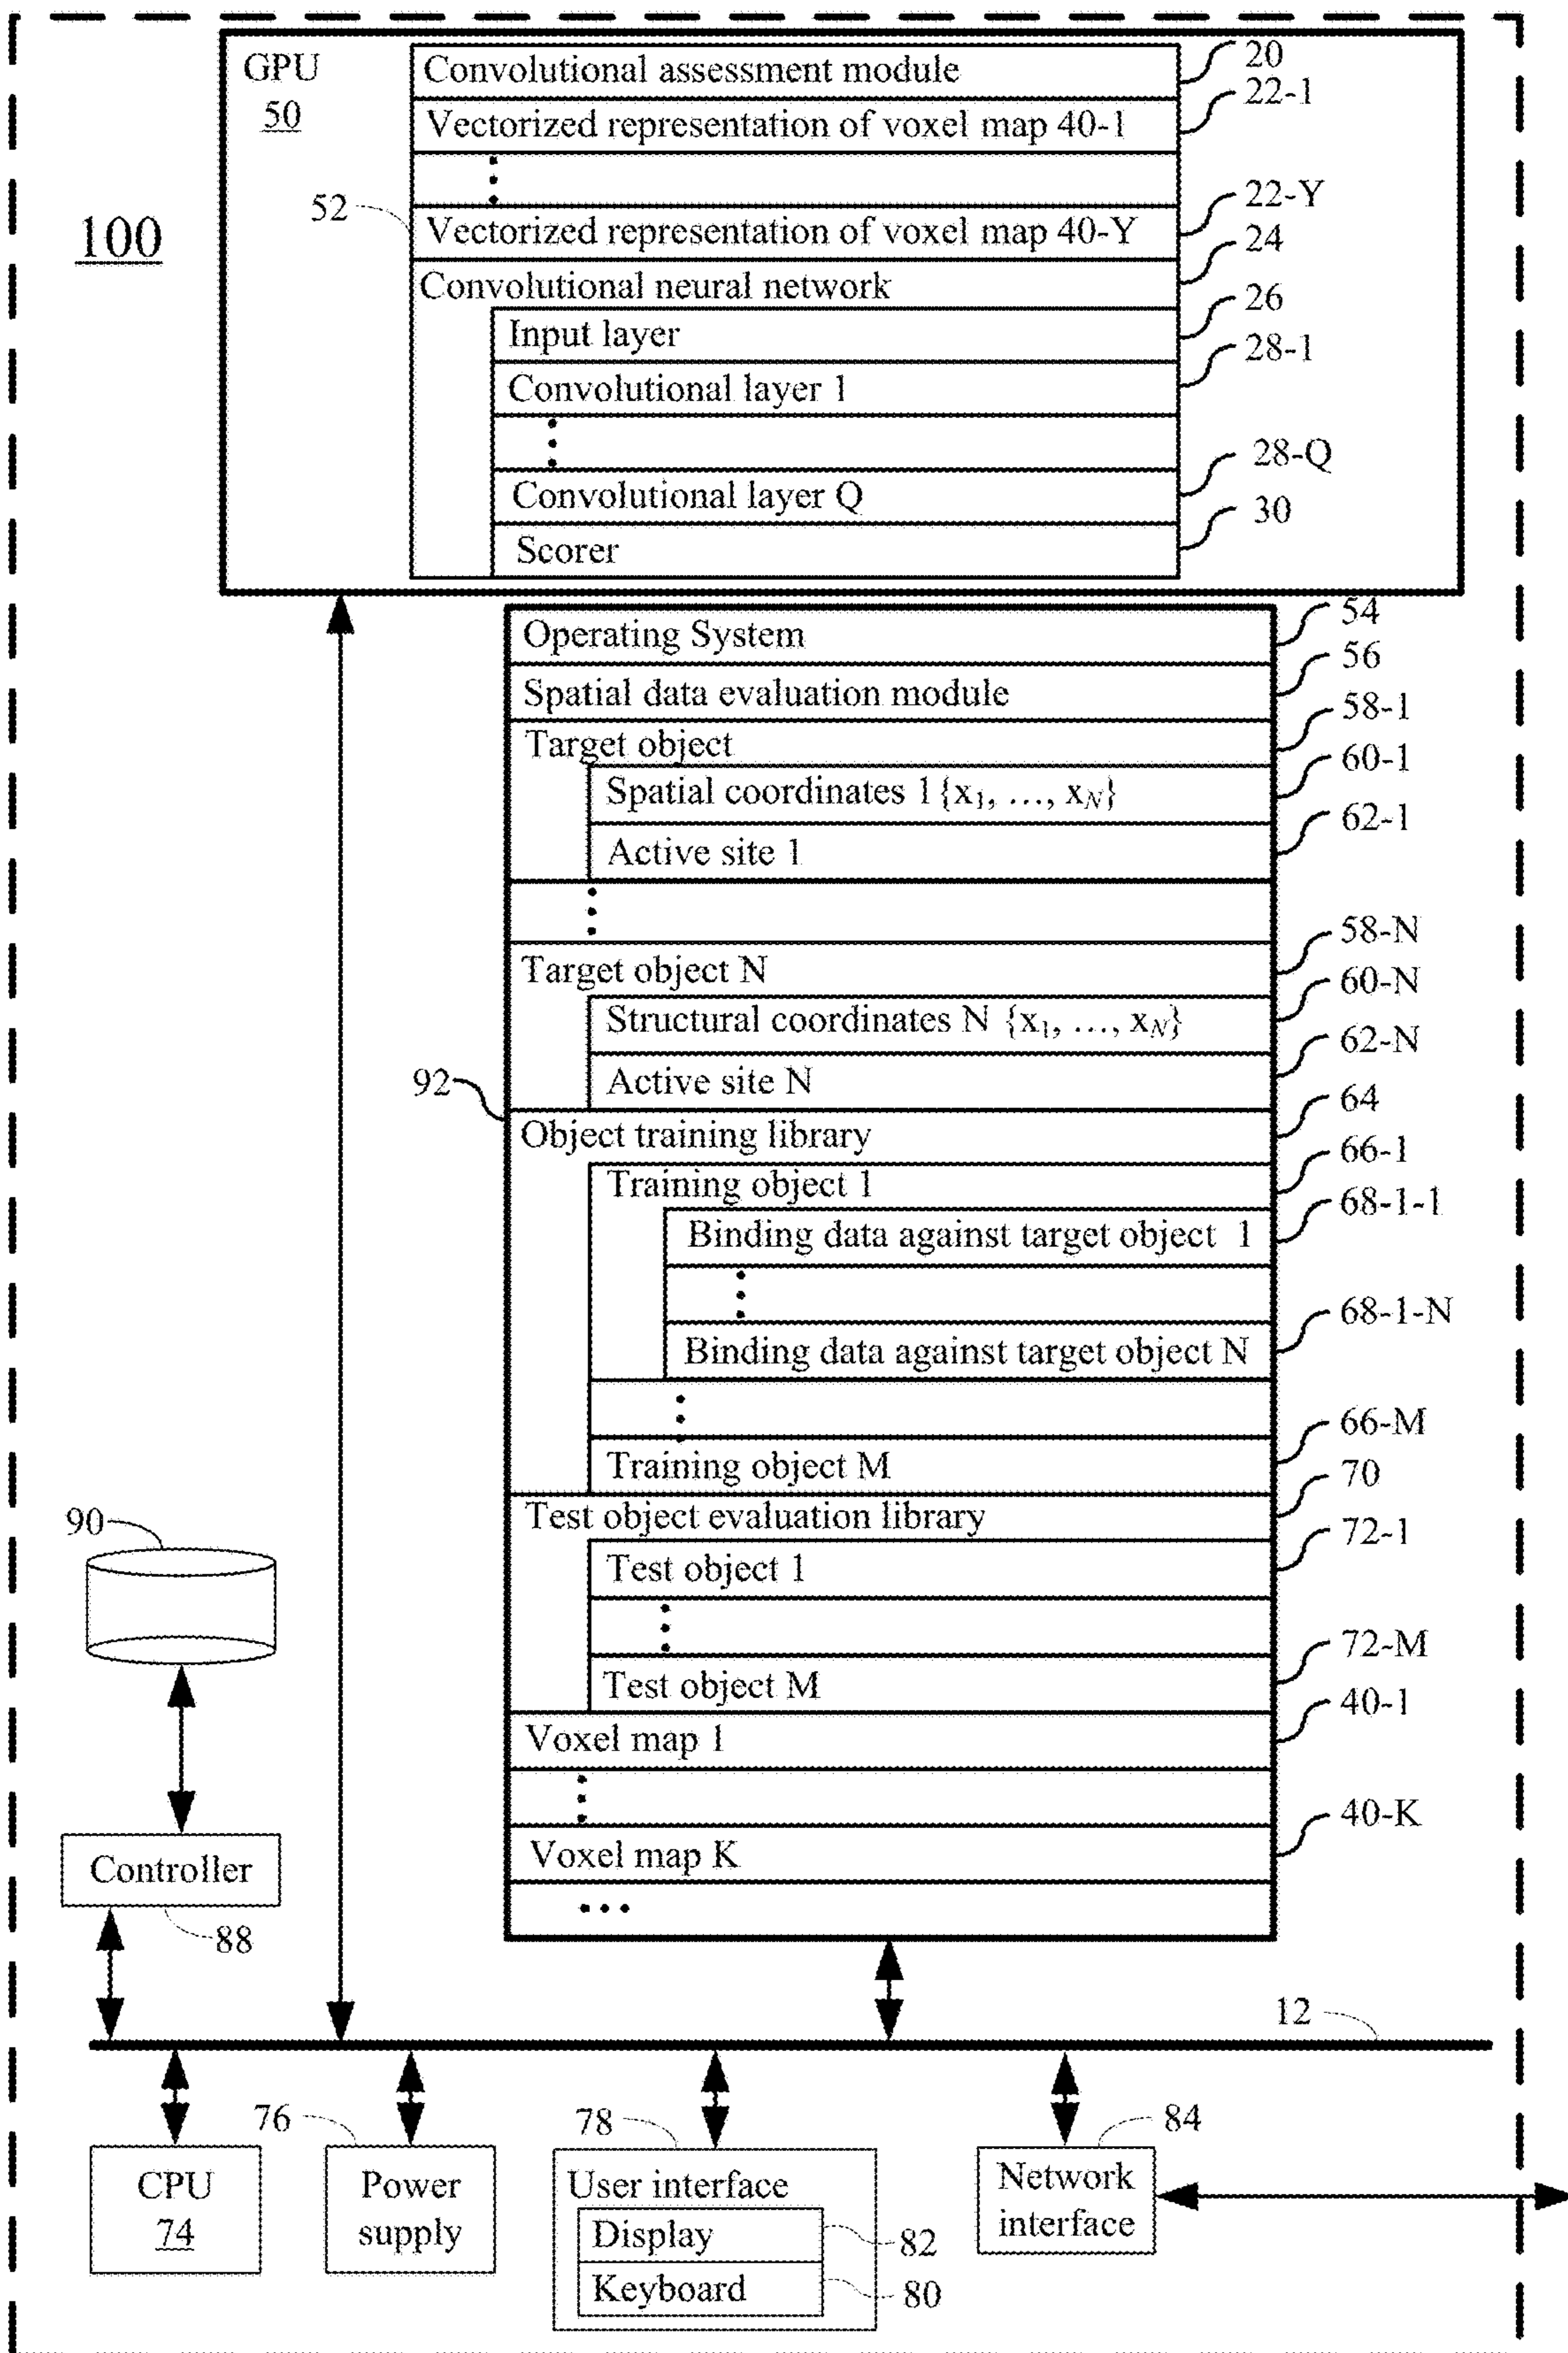 GPU
50
100
52
Convolutional assessment module
20
Vectorized representation of voxel map 40-1
22-1
Vectorized representation of voxel map 40-Y
22-Y
Convolutional neural network
24
Input layer
26
Convolutional layer 1
28-1
Convolutional layer Q
28-Q
Scorer
30
Operating System
54
Spatial data evaluation module
56
Target object
58-1
Spatial coordinates 1 {x₁, …, x_N}
60-1
Active site 1
62-1
Target object N
58-N
Structural coordinates N {x₁, …, x_N}
60-N
Active site N
62-N
92
Object training library
64
Training object 1
66-1
Binding data against target object 1
68-1-1
Binding data against target object N
68-1-N
Training object M
66-M
Test object evaluation library
70
Test object 1
72-1
Test object M
72-M
Voxel map 1
40-1
Voxel map K
40-K
...
90
Controller
88
12
CPU
74
76
Power
supply
78
User interface
Display
82
Keyboard
80
84
Network
interface